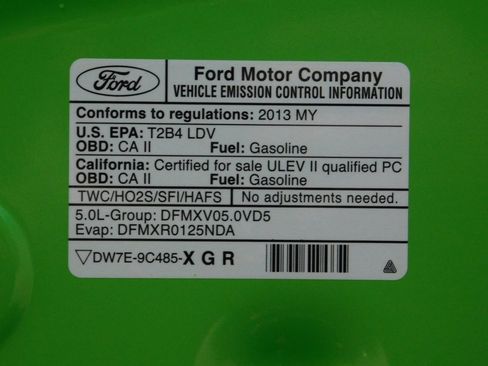 Ford
Ford Motor Company
VEHICLE EMISSION CONTROL INFORMATION
Conforms to regulations: 2013 MY
U.S. EPA: T2B4 LDV
OBD: CA II Fuel: Gasoline
California: Certified for sale ULEV II qualified PC
OBD: CA II Fuel: Gasoline
TWC/HO2S/SFI/HAFS No adjustments needed.
5.0L-Group: DFMXV05.0VD5
Evap: DFMXR0125NDA
▽DW7E-9C485-X G R